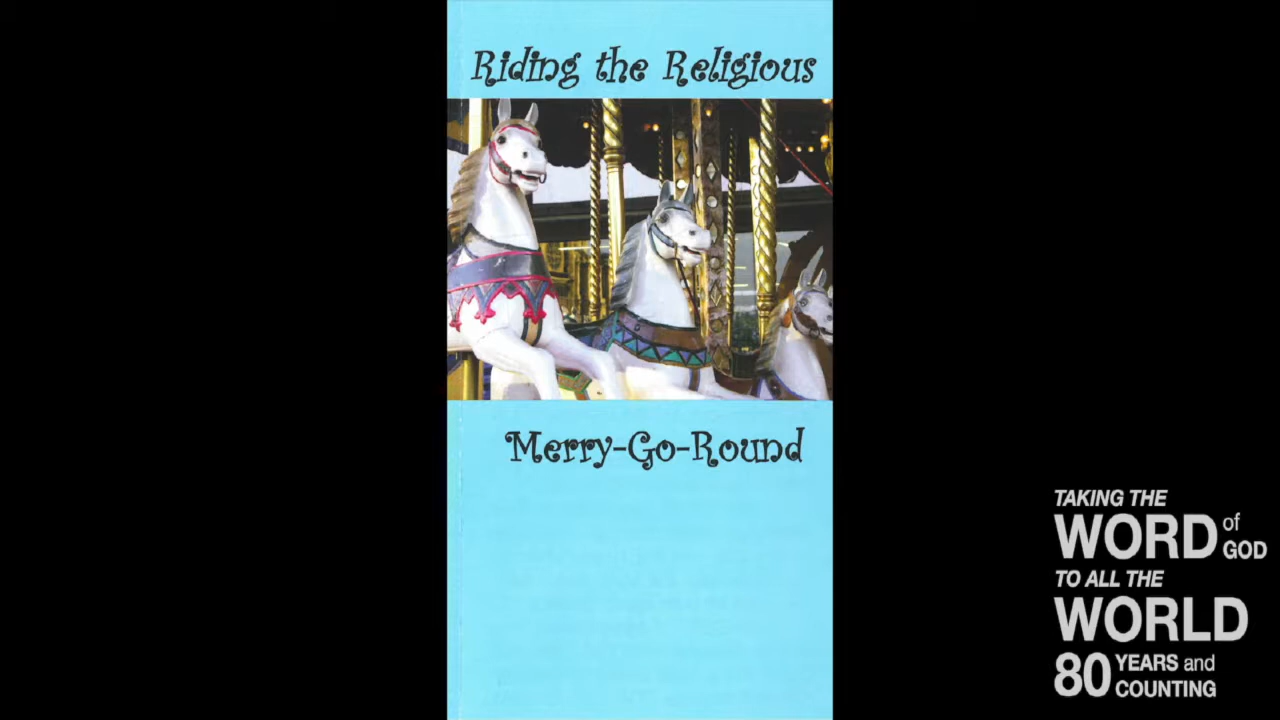 Riding the Religious
Merry-Go-Round
TAKING THE
WORD of GOD
TO ALL THE
WORLD
80 YEARS and
COUNTING